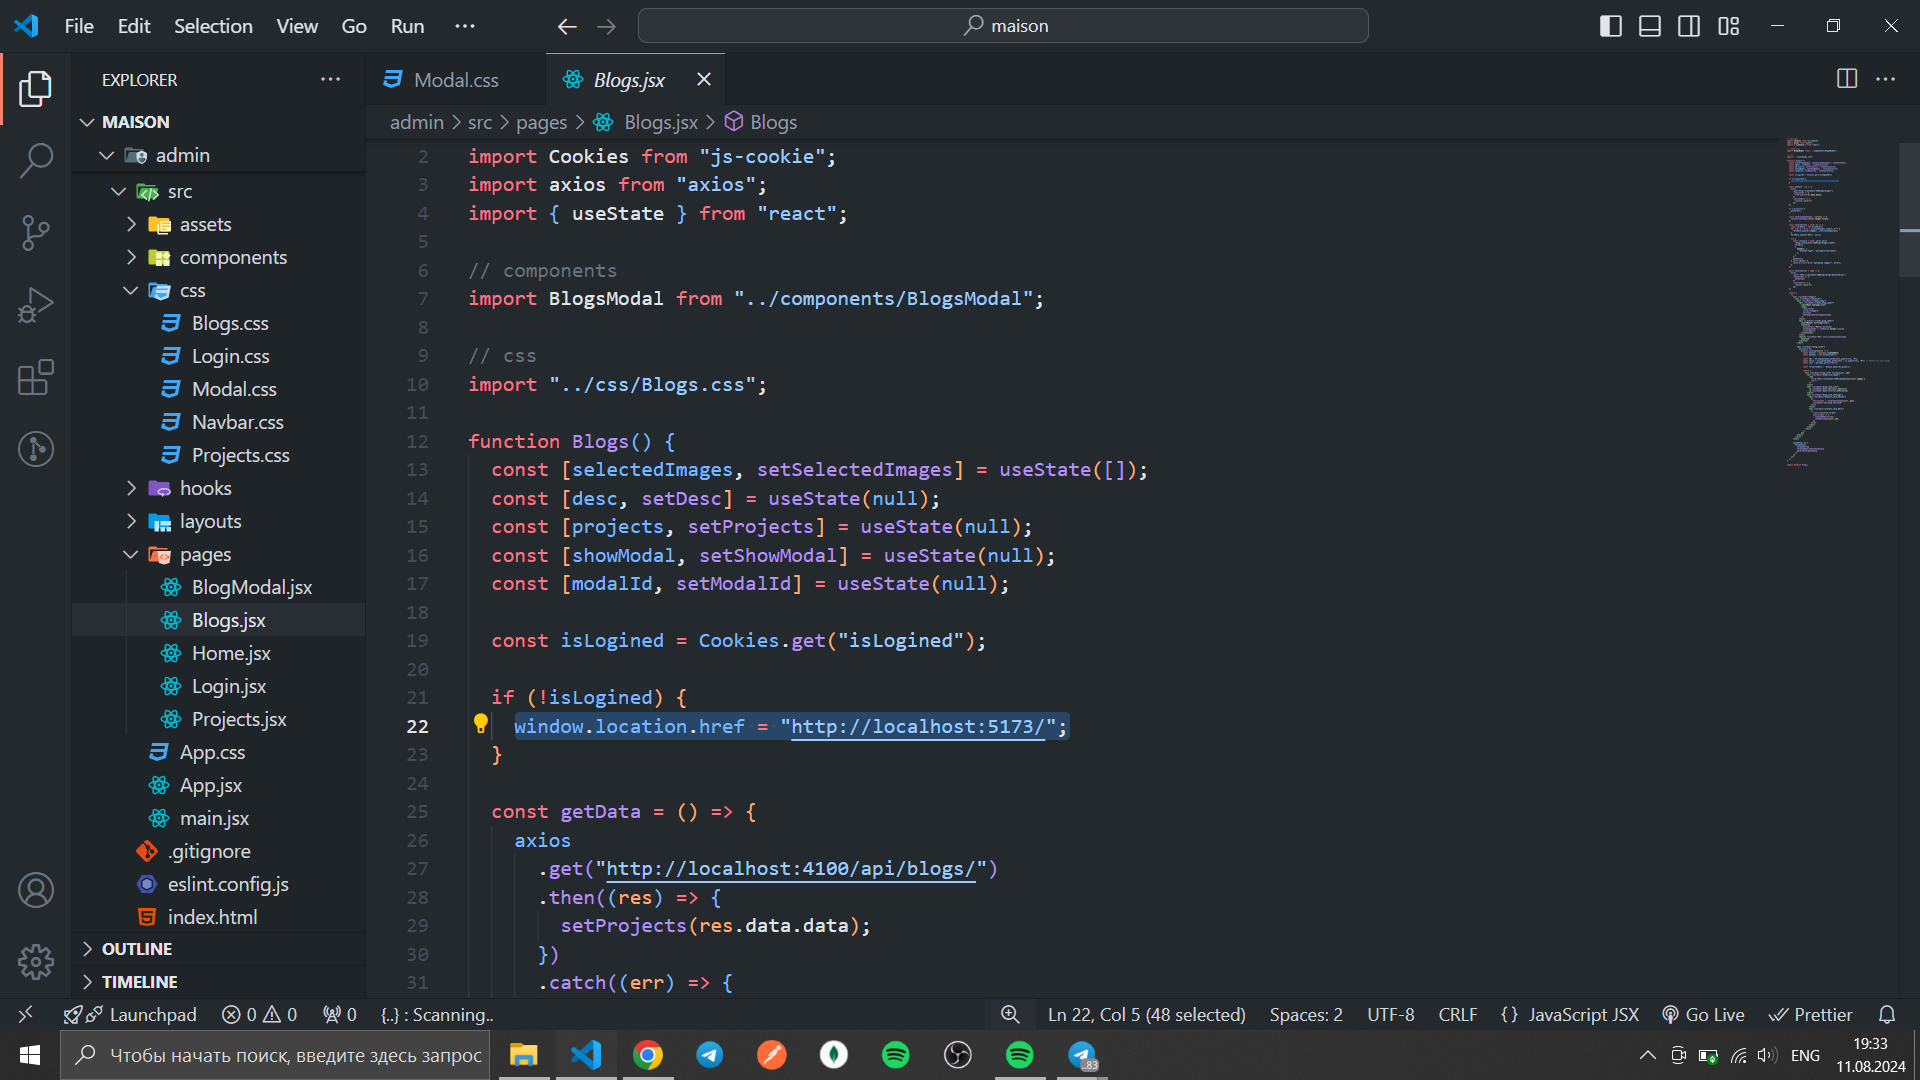 File Edit Selection View Go Run ···
maison
EXPLORER ···
Modal.css
Blogs.jsx
MAISON
admin > src > pages > Blogs.jsx > Blogs
admin
src
assets
components
css
Blogs.css
Login.css
Modal.css
Navbar.css
Projects.css
hooks
layouts
pages
BlogModal.jsx
Blogs.jsx
Home.jsx
Login.jsx
Projects.jsx
App.css
App.jsx
main.jsx
.gitignore
eslint.config.js
index.html
OUTLINE
TIMELINE
2 import Cookies from "js-cookie";
3 import axios from "axios";
4 import { useState } from "react";
5
6 // components
7 import BlogsModal from "../components/BlogsModal";
8
9 // css
10 import "../css/Blogs.css";
11
12 function Blogs() {
13 const [selectedImages, setSelectedImages] = useState([]);
14 const [desc, setDesc] = useState(null);
15 const [projects, setProjects] = useState(null);
16 const [showModal, setShowModal] = useState(null);
17 const [modalId, setModalId] = useState(null);
18
19 const isLogined = Cookies.get("isLogined");
20
21 if (!isLogined) {
22 window.location.href = "http://localhost:5173/";
23 }
24
25 const getData = () => {
26 axios
27 .get("http://localhost:4100/api/blogs/")
28 .then((res) => {
29 setProjects(res.data.data);
30 })
31 .catch((err) => {
Launchpad 0 0 0 {..} : Scanning.. Ln 22, Col 5 (48 selected) Spaces: 2 UTF-8 CRLF {} JavaScript JSX Go Live Prettier
Чтобы начать поиск, введите здесь запрос
83
ENG
19:33
11.08.2024